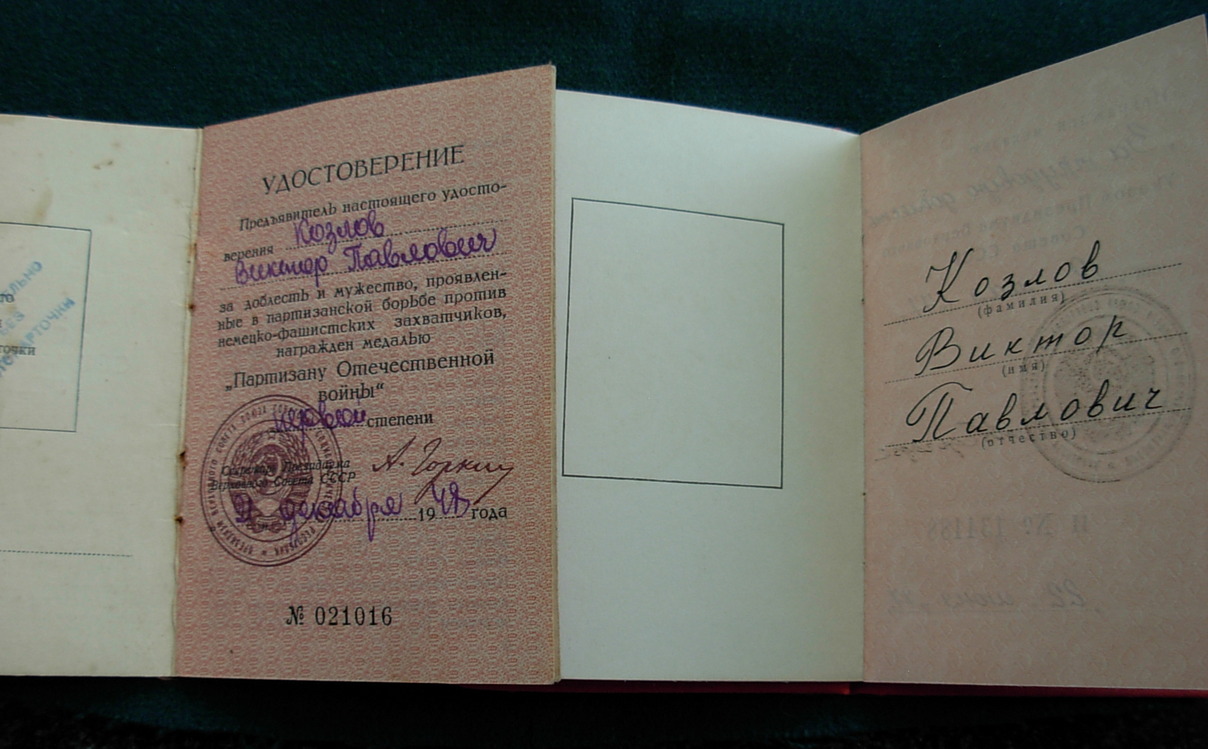 УДОСТОВЕРЕНИЕ
Предъявитель настоящего удосто-
верения Козлов
Виктор Павлович
за доблесть и мужество, проявлен-
ные в партизанской борьбе против
немецко-фашистских захватчиков,
награжден медалью
„Партизану Отечественной
войны“
первой степени
Секретарь Президиума
Верховного Совета СССР
А. Горкин
декабря 1948 года
№ 021016
точки
Козлов
(фамилия)
Виктор
(имя)
Павлович
(отчество)